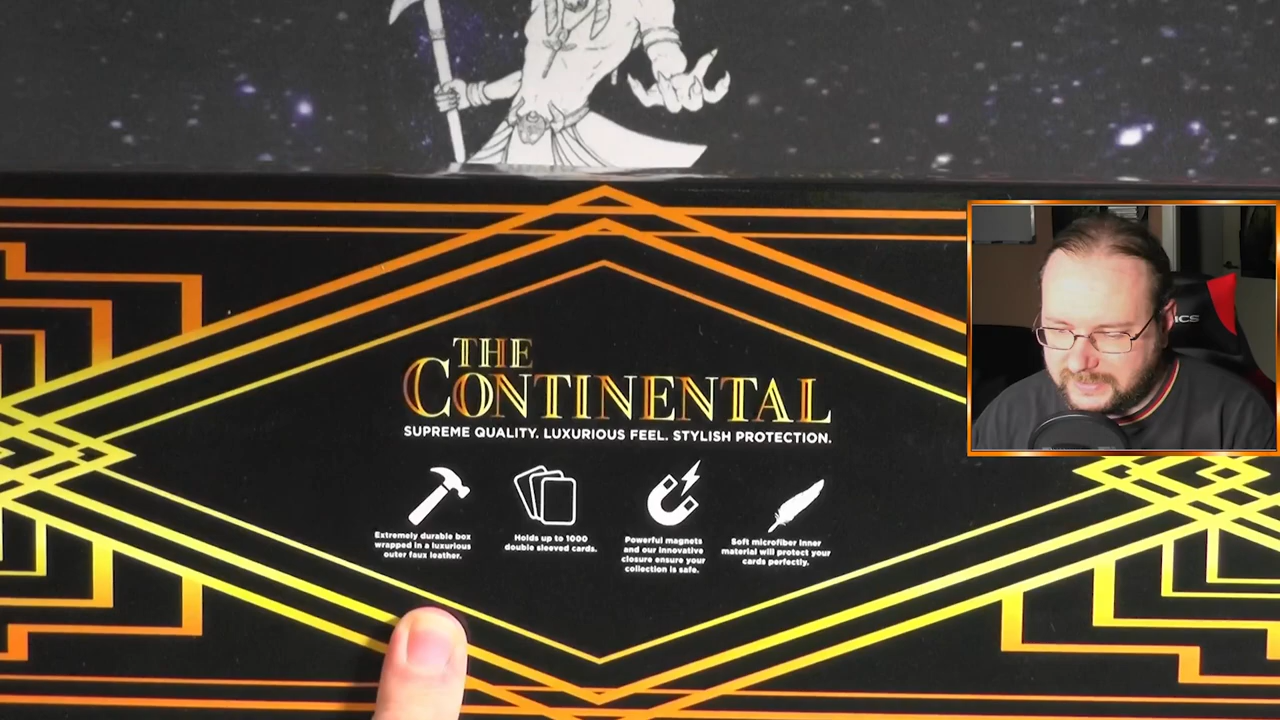 THE
CONTINENTAL
SUPREME QUALITY. LUXURIOUS FEEL. STYLISH PROTECTION.
Extremely durable box
wrapped in a luxurious
outer faux leather.
Holds up to 1000
double sleeved cards.
Powerful magnets
and our innovative
closure ensure your
collection is safe.
Soft microfiber inner
material will protect your
cards perfectly.
ICS